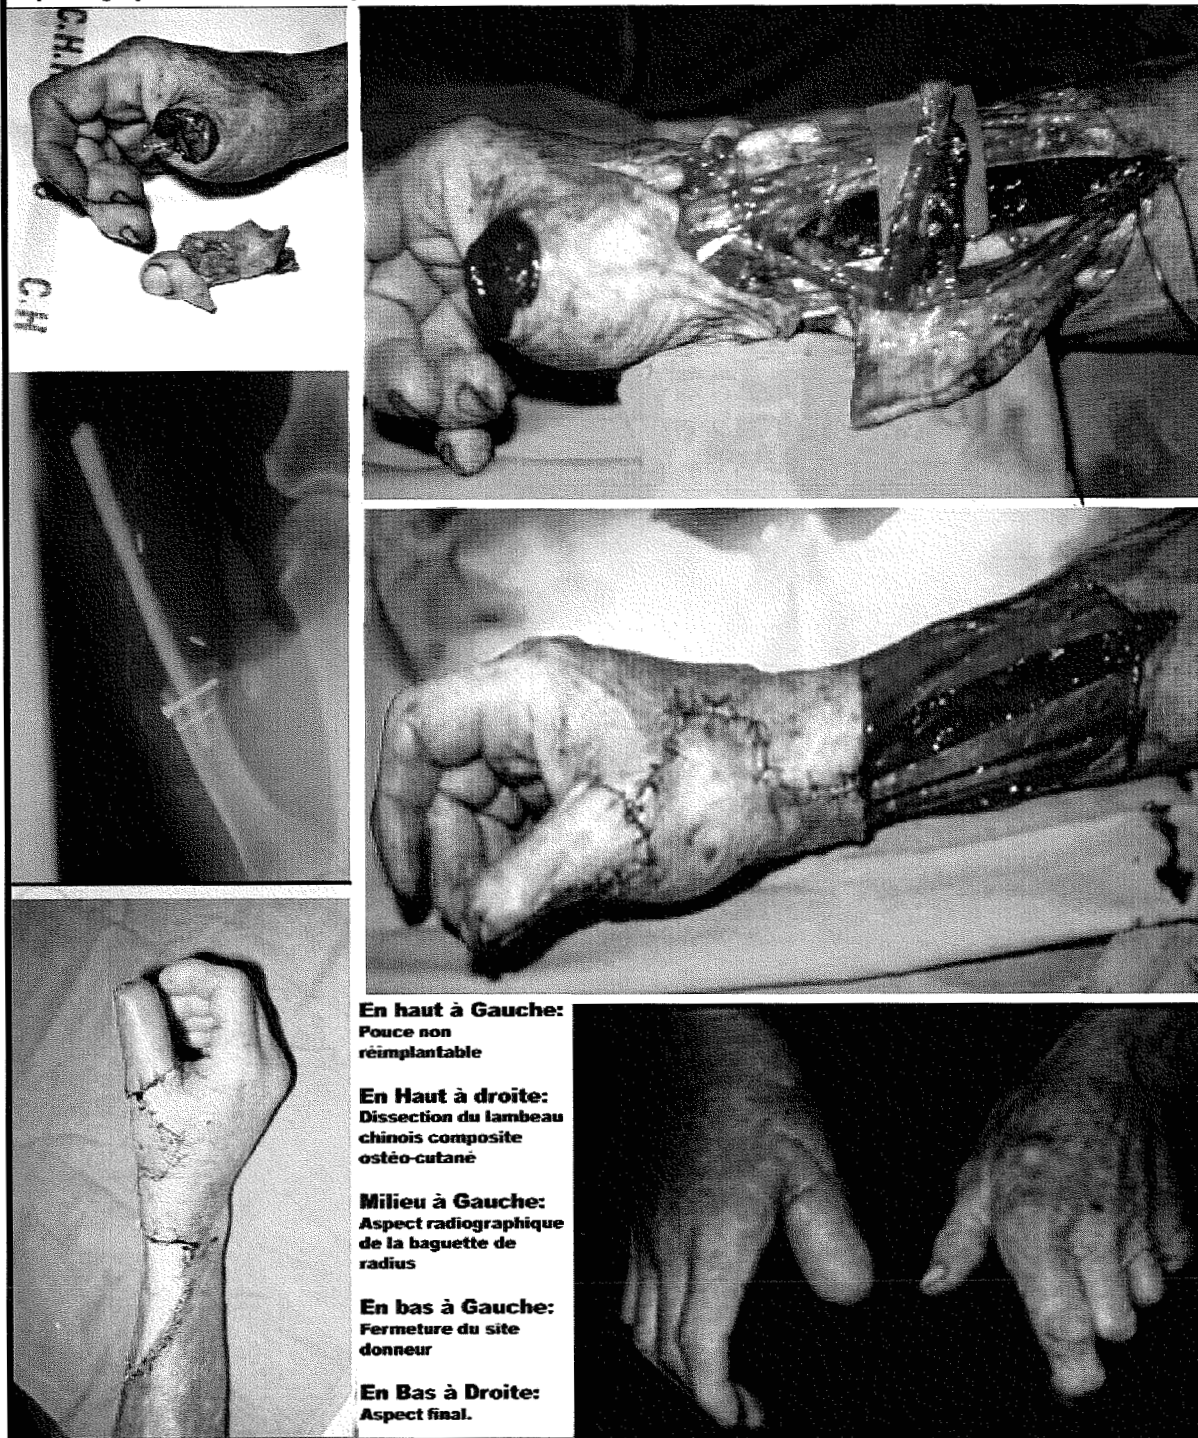 C.H.
C.H
En haut à Gauche:
Pouce non
réimplantable
En Haut à droite:
Dissection du lambeau
chinois composite
ostéo-cutané
Milieu à Gauche:
Aspect radiographique
de la baguette de
radius
En bas à Gauche:
Fermeture du site
donneur
En Bas à Droite:
Aspect final.